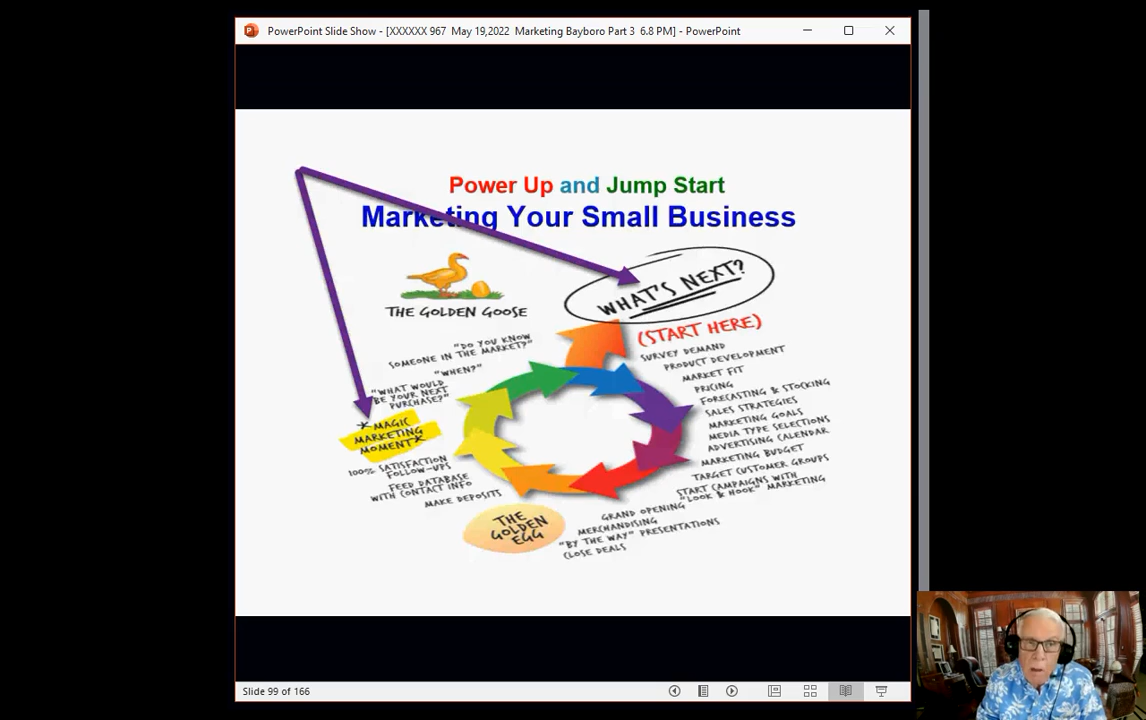 PowerPoint Slide Show - [XXXXXX 967 May 19,2022 Marketing Bayboro Part 3 6.8 PM] - PowerPoint
Power Up and Jump Start
Marketing Your Small Business
WHAT'S NEXT?
(START HERE)
SURVEY DEMAND
PRODUCT DEVELOPMENT
MARKET FIT
PRICING
FORECASTING & STOCKING
SALES STRATEGIES
MARKETING GOALS
MEDIA TYPE SELECTIONS
ADVERTISING CALENDAR
MARKETING BUDGET
TARGET CUSTOMER GROUPS
START CAMPAIGNS WITH
"LOOK & HOOK" MARKETING
GRAND OPENING
MERCHANDISING
"BY THE WAY" PRESENTATIONS
CLOSE DEALS
THE
GOLDEN
EGG
MAKE DEPOSITS
FEED DATABASE
WITH CONTACT INFO
100% SATISFACTION
FOLLOW-UPS
*MAGIC
MARKETING
MOMENT*
"WHAT WOULD
BE YOUR NEXT
PURCHASE?"
"WHEN?"
"DO YOU KNOW
SOMEONE IN THE MARKET?"
THE GOLDEN GOOSE
Slide 99 of 166